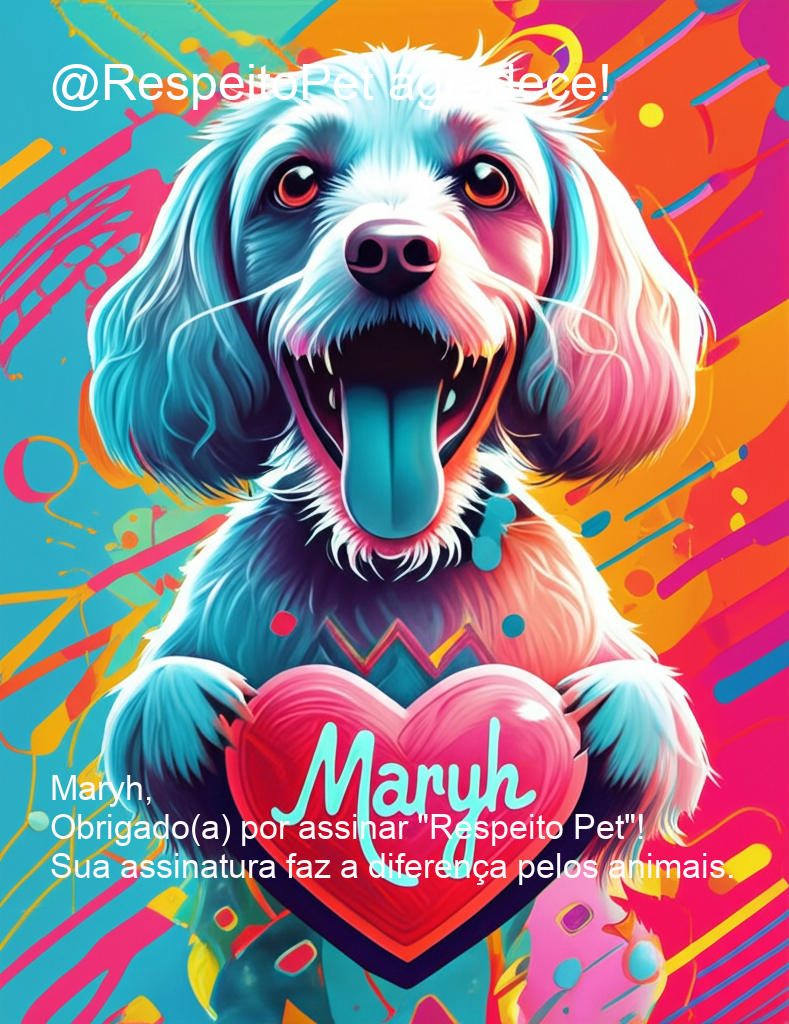 @RespeitoPet agradece!
Maryh
Maryh,
Obrigado(a) por assinar "Respeito Pet"!
Sua assinatura faz a diferença pelos animais.